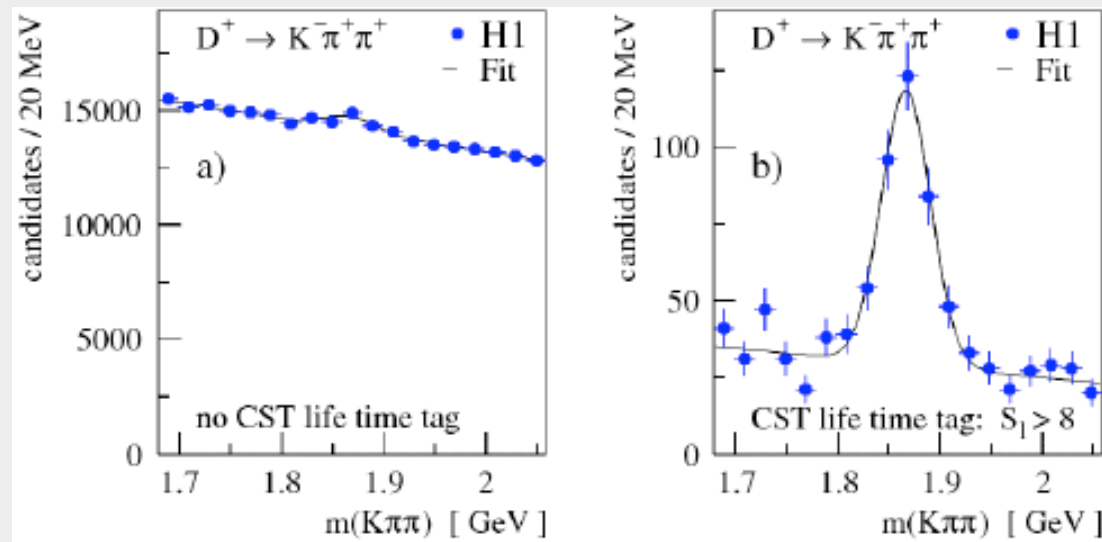 D⁺ → K⁻π⁺π⁺
H1
Fit
candidates / 20 MeV
15000
10000
5000
0
a)
no CST life time tag
1.7
1.8
1.9
2
m(Kππ) [ GeV ]
D⁺ → K⁻π⁺π⁺
H1
Fit
candidates / 20 MeV
100
50
0
b)
CST life time tag: S_l > 8
1.7
1.8
1.9
2
m(Kππ) [ GeV ]